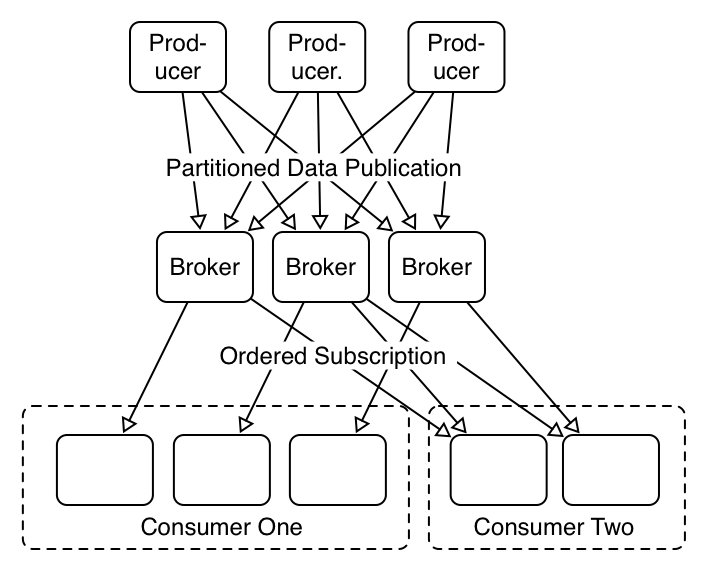 Prod-
ucer
Prod-
ucer.
Prod-
ucer
Partitioned Data Publication
Broker
Broker
Broker
Ordered Subscription
Consumer One
Consumer Two